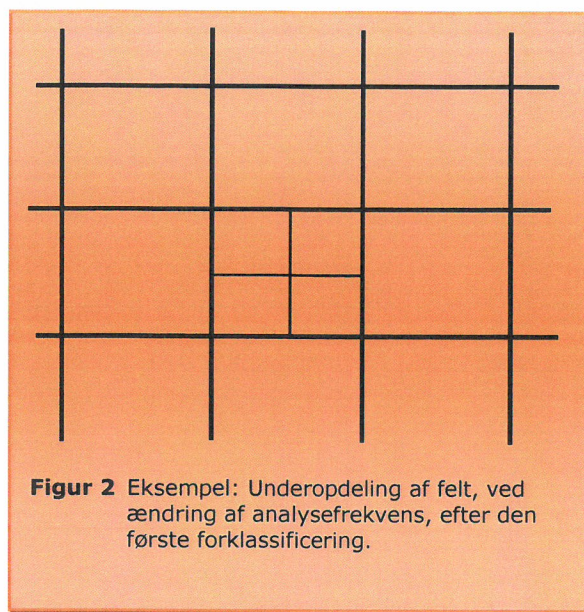 Figur 2 Eksempel: Underopdeling af felt, ved
ændring af analysefrekvens, efter den
første forklassificering.